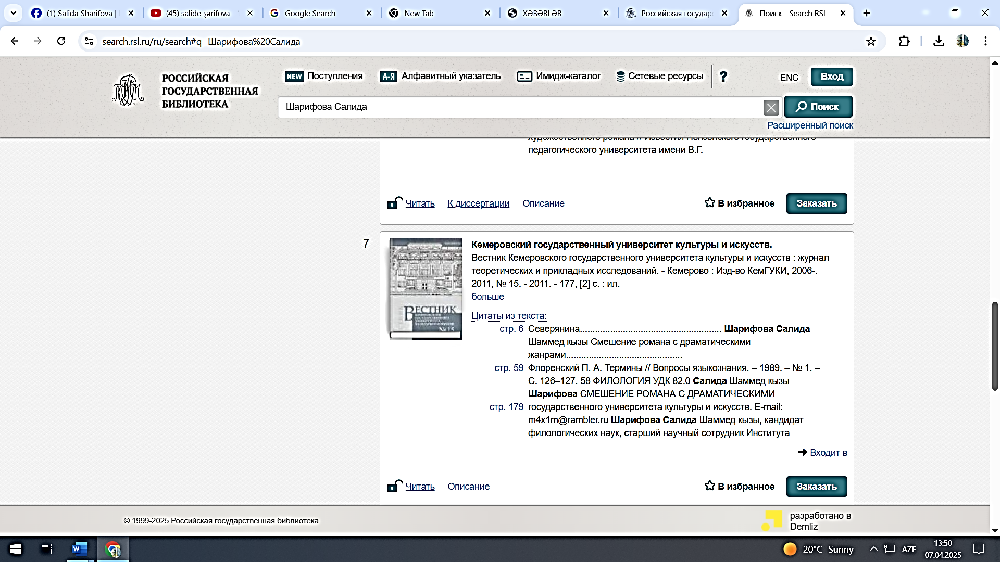 (1) Salida Sharifova |
(45) salide şərifova -
Google Search
New Tab
XƏBƏRLƏR
Российская государ
Поиск - Search RSL
search.rsl.ru/ru/search#q=Шарифова%20Салида
РОССИЙСКАЯ
ГОСУДАРСТВЕННАЯ
БИБЛИОТЕКА
NEW Поступления
А-Я Алфавитный указатель
Имидж-каталог
Сетевые ресурсы
?
ENG
Вход
Шарифова Салида
Поиск
Расширенный поиск
художественного романа // Известия Пензенского государственного
педагогического университета имени В.Г.
Читать К диссертации Описание
В избранное
Заказать
7
Кемеровский государственный университет культуры и искусств.
Вестник Кемеровского государственного университета культуры и искусств : журнал
теоретических и прикладных исследований. - Кемерово : Изд-во КемГУКИ, 2006-.
2011, № 15. - 2011. - 177, [2] с. : ил.
больше
ВЕСТНИК
№ 15
Цитаты из текста:
стр. 6 Северянина........................................................ Шарифова Салида
Шаммед кызы Смешение романа с драматическими
жанрами..............................................
стр. 59 Флоренский П. А. Термины // Вопросы языкознания. – 1989. – № 1. –
С. 126–127. 58 ФИЛОЛОГИЯ УДК 82.0 Салида Шаммед кызы
Шарифова СМЕШЕНИЕ РОМАНА С ДРАМАТИЧЕСКИМИ
стр. 179 государственного университета культуры и искусств. E-mail:
m4x1m@rambler.ru Шарифова Салида Шаммед кызы, кандидат
филологических наук, старший научный сотрудник Института
Входит в
Читать Описание
В избранное
Заказать
© 1999-2025 Российская государственная библиотека
разработано в
Demliz
20°C Sunny
AZE
13:50
07.04.2025